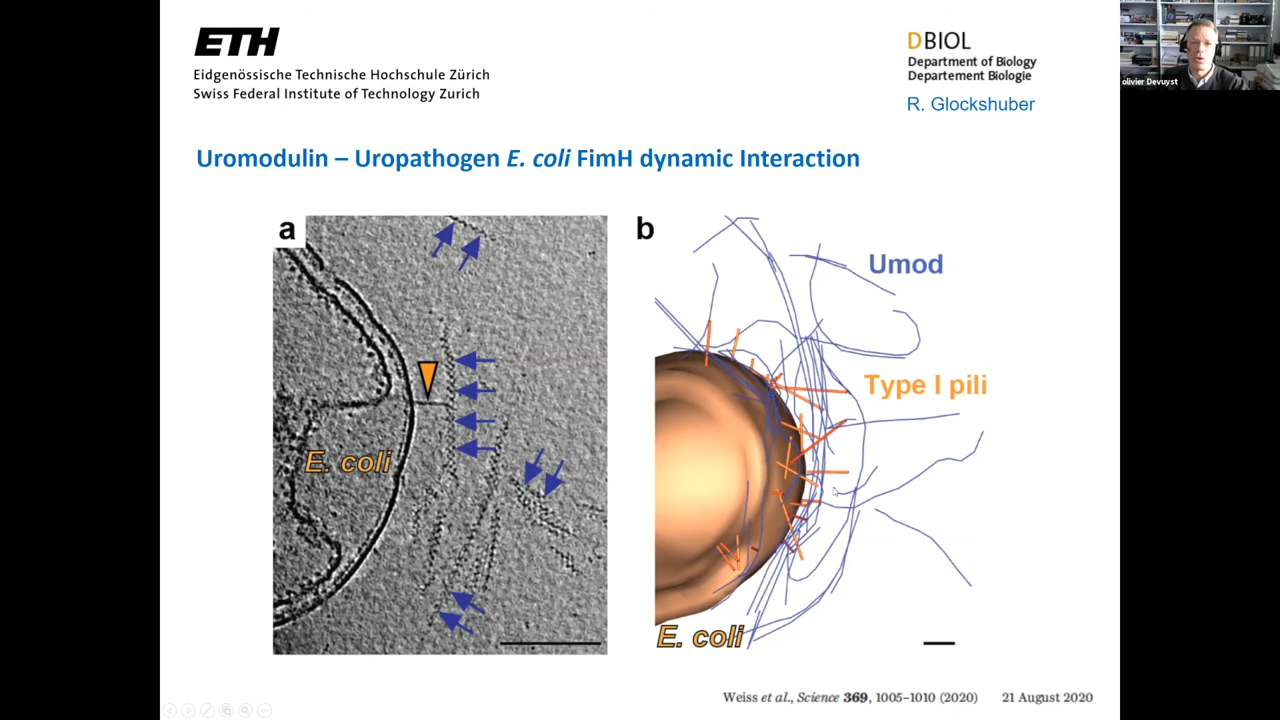 ETH
Eidgenössische Technische Hochschule Zürich
Swiss Federal Institute of Technology Zurich
DBIOL
Department of Biology
Departement Biologie
R. Glockshuber
olivier Devuyst
Uromodulin – Uropathogen E. coli FimH dynamic Interaction
a
E. coli
b
Umod
Type I pili
E. coli
Weiss et al., Science 369, 1005–1010 (2020) 21 August 2020